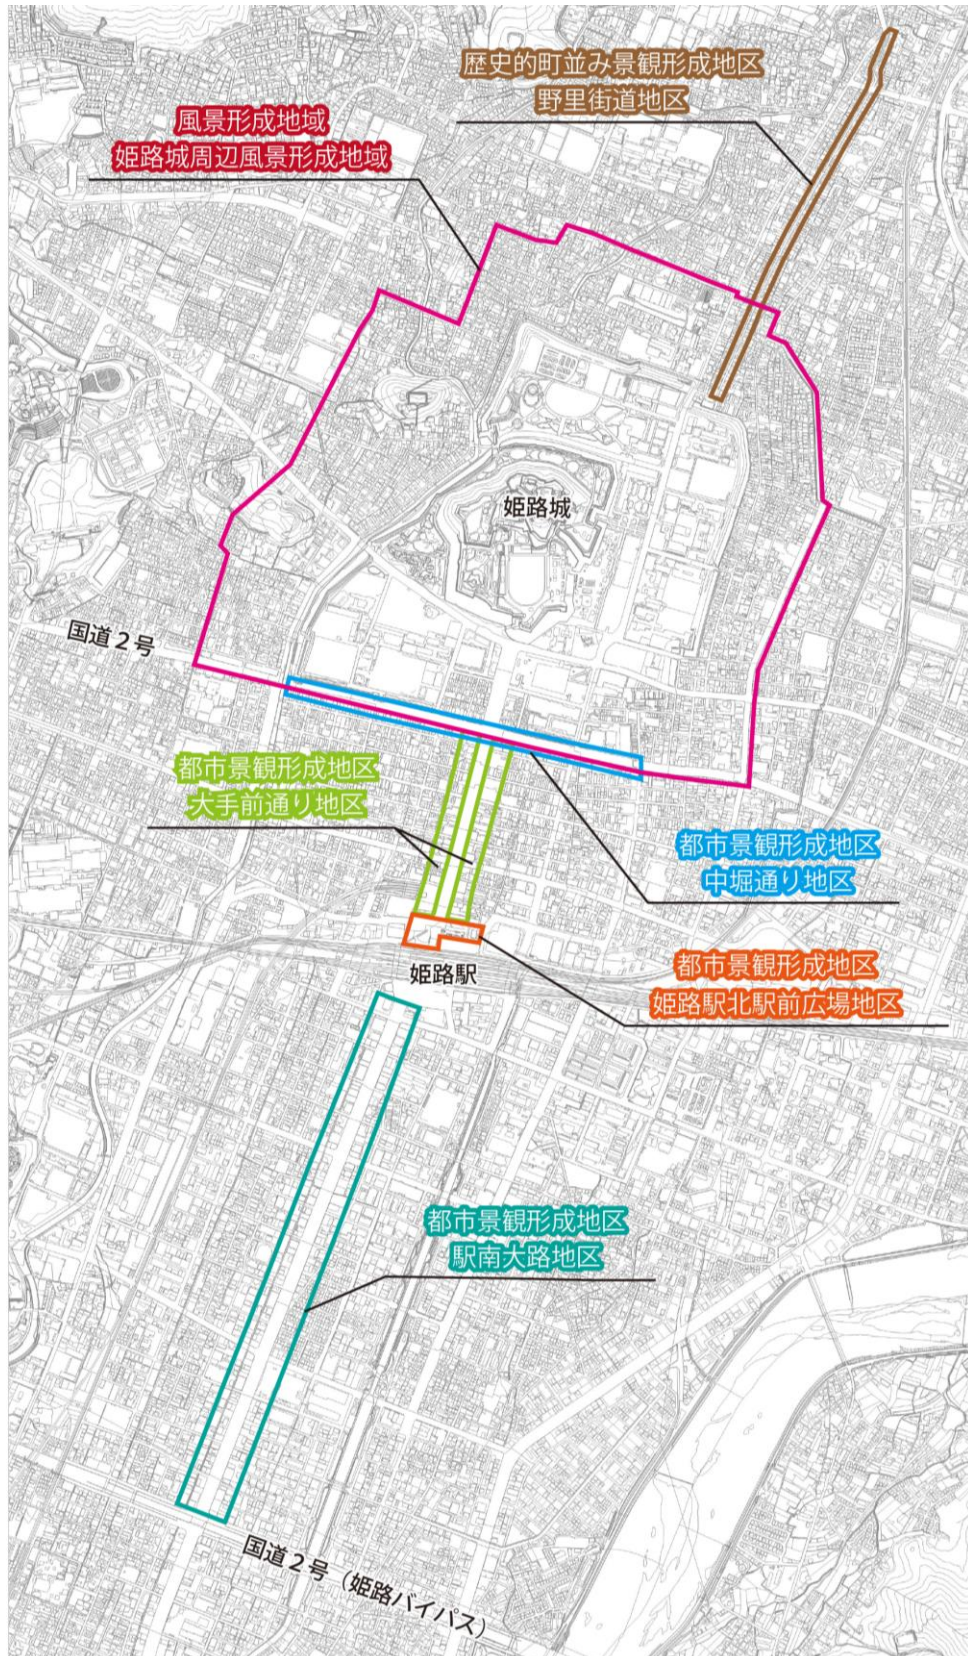 歴史的町並み景観形成地区
野里街道地区
風景形成地域
姫路城周辺風景形成地域
姫路城
国道２号
都市景観形成地区
大手前通り地区
都市景観形成地区
中堀通り地区
都市景観形成地区
姫路駅北駅前広場地区
姫路駅
都市景観形成地区
駅南大路地区
国道２号（姫路バイパス）